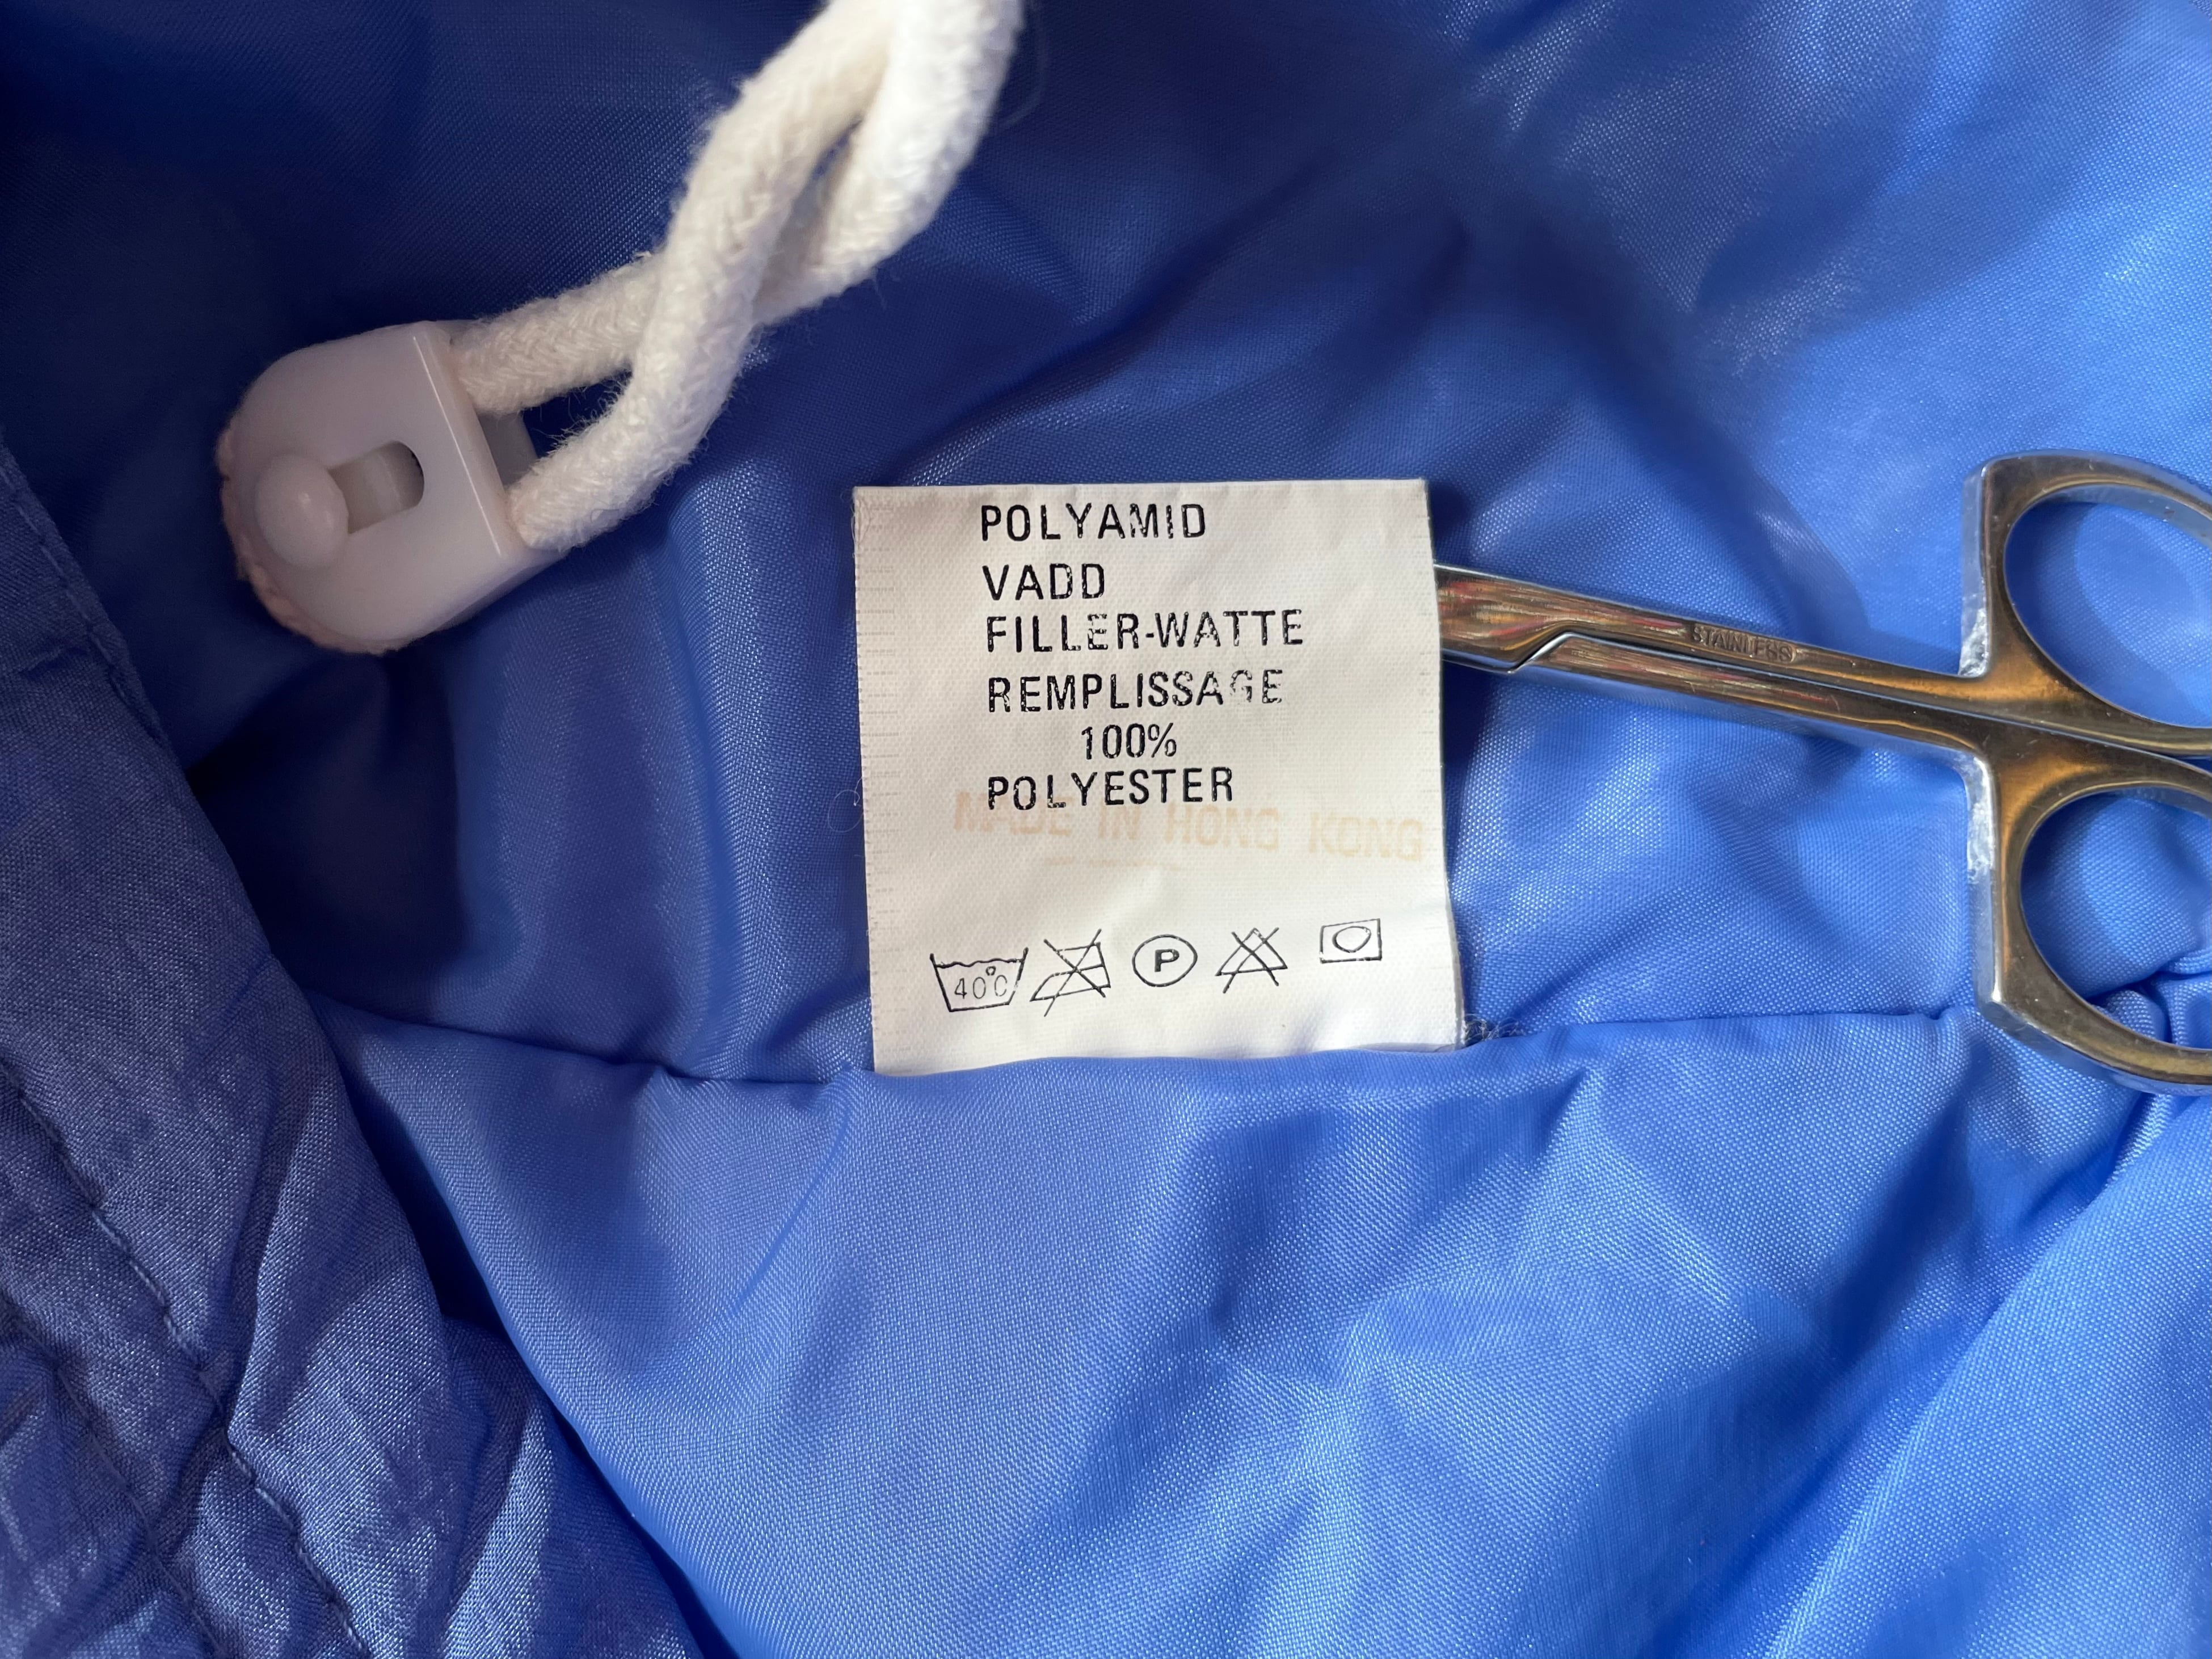 POLYAMID
VADD
FILLER-WATTE
REMPLISSAGE
100%
POLYESTER
MADE IN HONG KONG
40°C
P
STAINLESS